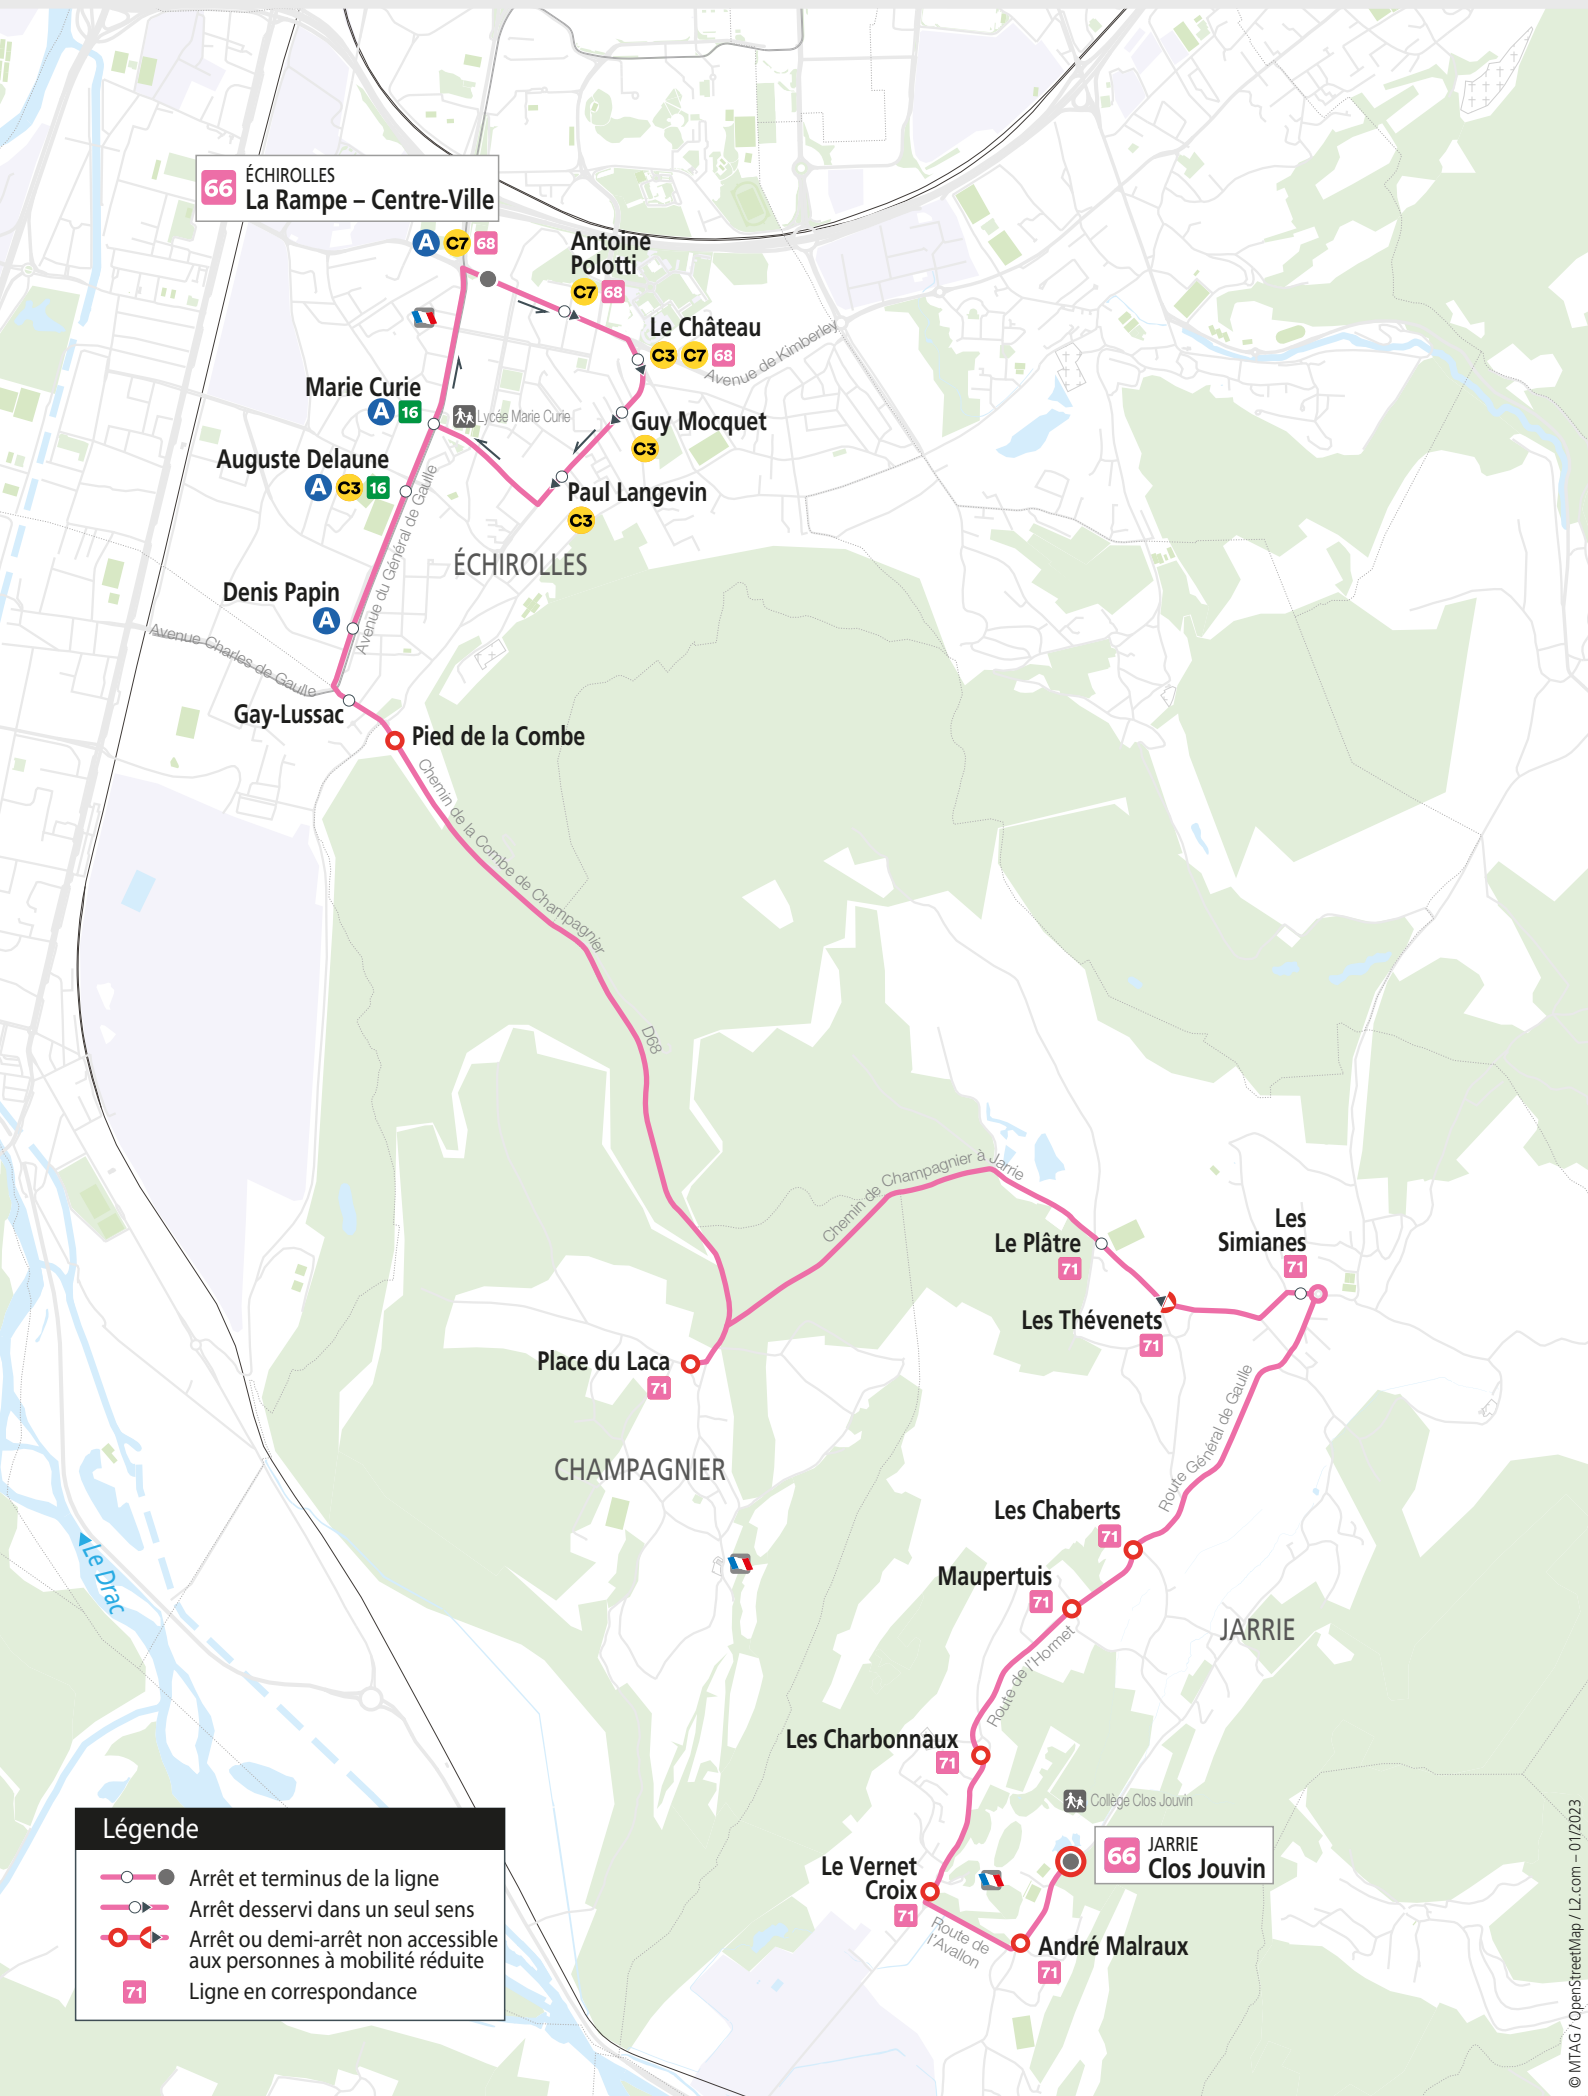 66
ÉCHIROLLES
La Rampe – Centre-Ville
A C7 68
Antoine
Polotti
C7 68
Le Château
C3 C7 68
Avenue de Kimberley
Marie Curie
A 16
Lycée Marie Curie
Guy Mocquet
C3
Auguste Delaune
A C3 16
Paul Langevin
C3
Avenue du Général de Gaulle
ÉCHIROLLES
Denis Papin
A
Avenue Charles de Gaulle
Gay-Lussac
Pied de la Combe
Chemin de la Combe de Champagnier
D68
Chemin de Champagnier à Jarrie
Le Plâtre
71
Les
Simianes
71
Les Thévenets
71
Place du Laca
71
Route Général de Gaulle
CHAMPAGNIER
Les Chaberts
71
Maupertuis
71
Le Drac
JARRIE
Route de l'Hormet
Les Charbonnaux
71
Collège Clos Jouvin
66
JARRIE
Clos Jouvin
Le Vernet
Croix
71
Route de
l'Avallon
André Malraux
71
Légende
Arrêt et terminus de la ligne
Arrêt desservi dans un seul sens
Arrêt ou demi-arrêt non accessible
aux personnes à mobilité réduite
71
Ligne en correspondance
© MTAG / OpenStreetMap / L2.com – 01/2023